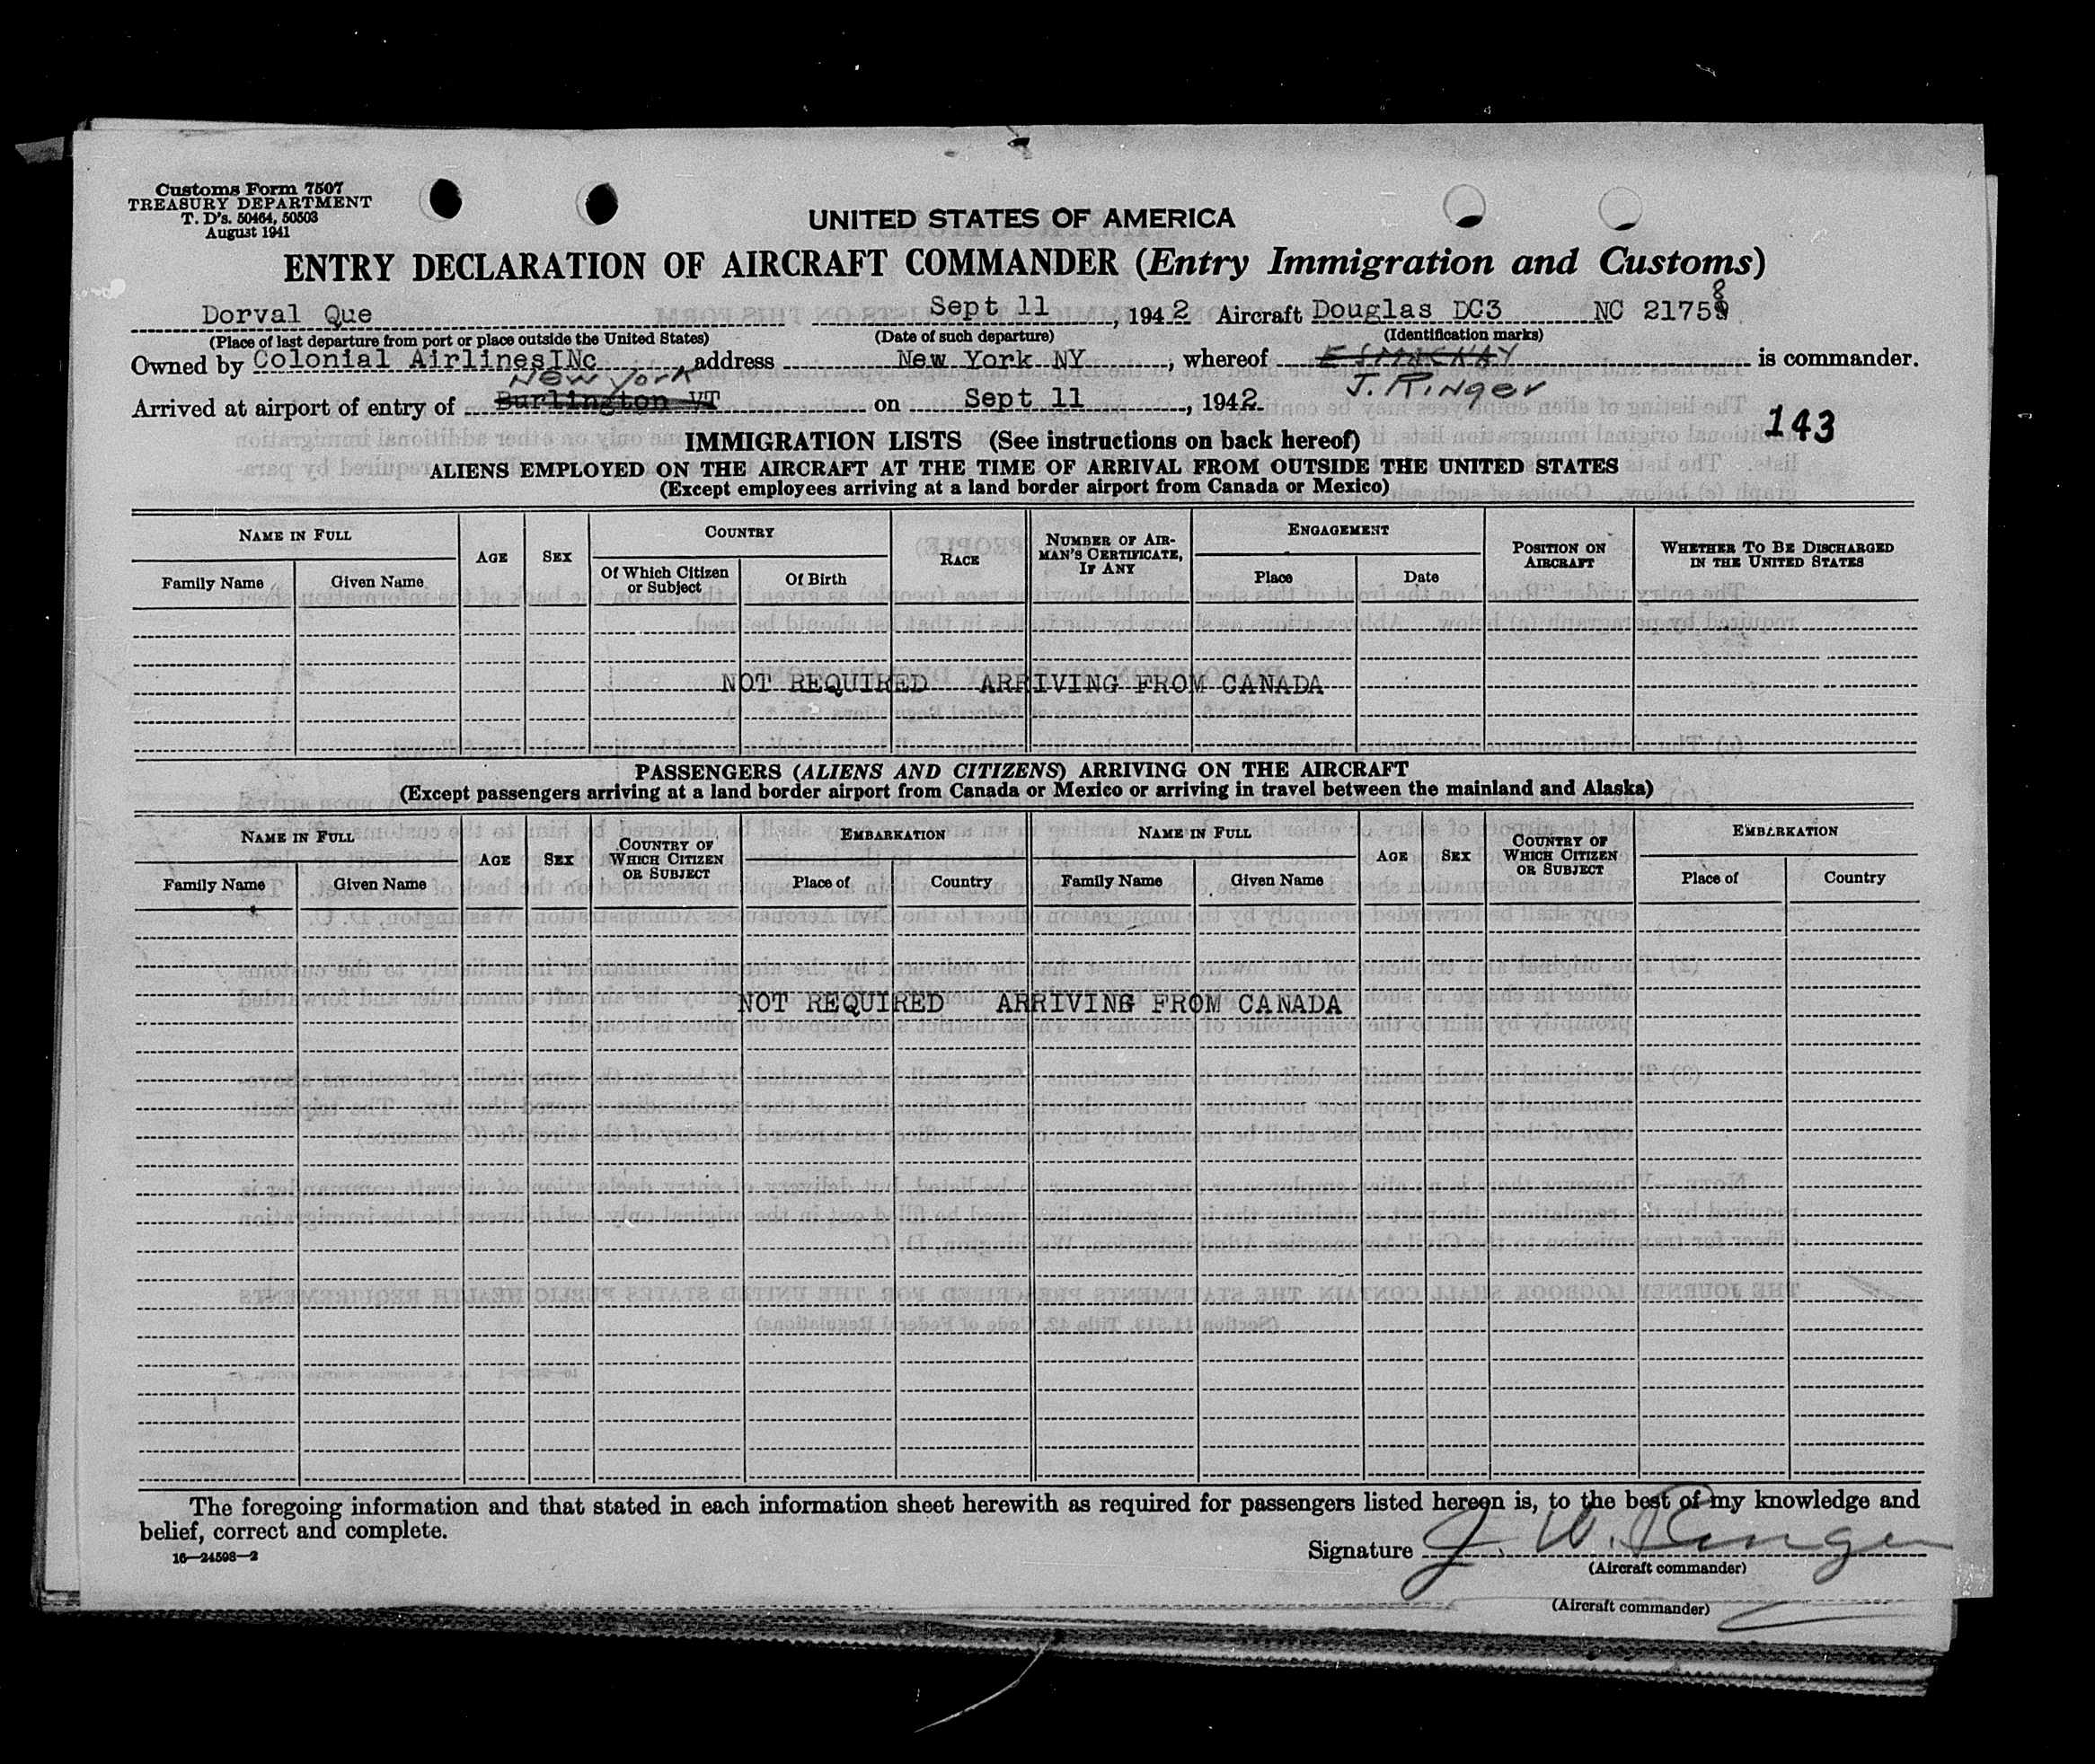 Customs Form 7507
TREASURY DEPARTMENT
T. D's. 50464, 50503
August 1941
UNITED STATES OF AMERICA
ENTRY DECLARATION OF AIRCRAFT COMMANDER (Entry Immigration and Customs)
8
Dorval Que Sept 11, 1942 Aircraft Douglas DC3 NC 2175
(Place of last departure from port or place outside the United States) (Date of such departure) (Identification marks)
Owned by Colonial AirlinesINc address New York NY, whereof ESMACKAY is commander.
New York J. Ringer
Arrived at airport of entry of Burlington VT on Sept 11, 1942
143
IMMIGRATION LISTS (See instructions on back hereof)
ALIENS EMPLOYED ON THE AIRCRAFT AT THE TIME OF ARRIVAL FROM OUTSIDE THE UNITED STATES
(Except employees arriving at a land border airport from Canada or Mexico)
NAME IN FULL AGE SEX COUNTRY RACE NUMBER OF AIR-MAN'S CERTIFICATE, IF ANY ENGAGEMENT POSITION ON AIRCRAFT WHETHER TO BE DISCHARGED IN THE UNITED STATES
Family Name Given Name Of Which Citizen or Subject Of Birth Place Date
NOT REQUIRED ARRIVING FROM CANADA
PASSENGERS (ALIENS AND CITIZENS) ARRIVING ON THE AIRCRAFT
(Except passengers arriving at a land border airport from Canada or Mexico or arriving in travel between the mainland and Alaska)
NAME IN FULL AGE SEX COUNTRY OF WHICH CITIZEN OR SUBJECT EMBARKATION NAME IN FULL AGE SEX COUNTRY OF WHICH CITIZEN OR SUBJECT EMBARKATION
Family Name Given Name Place of Country Family Name Given Name Place of Country
NOT REQUIRED ARRIVING FROM CANADA
The foregoing information and that stated in each information sheet herewith as required for passengers listed hereon is, to the best of my knowledge and
belief, correct and complete.
16—24598—2
Signature J. W. Ringer
(Aircraft commander)
(Aircraft commander)